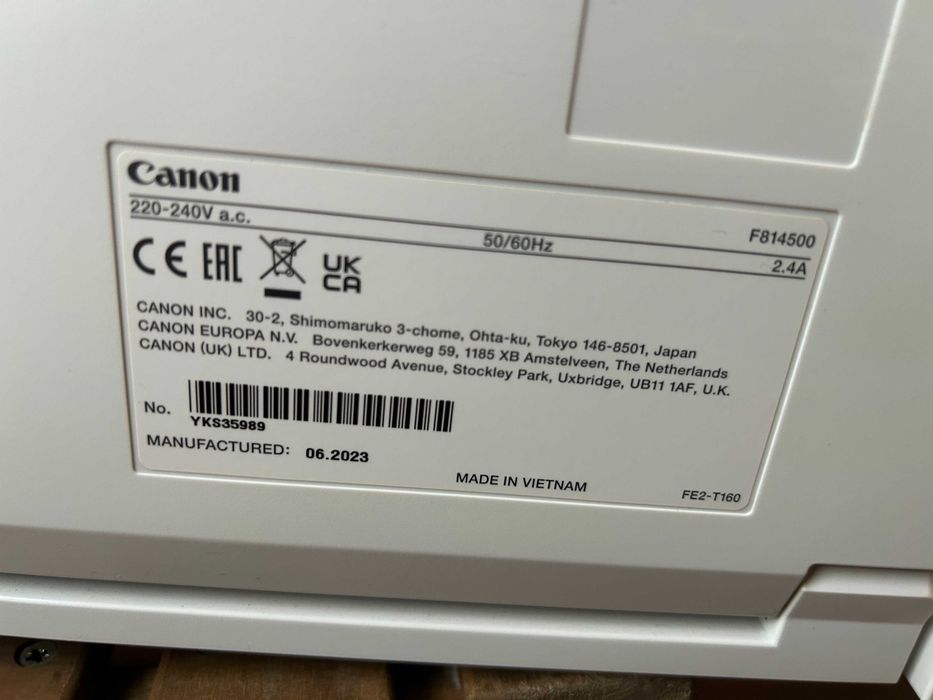 Canon
F814500
220-240V a.c. 50/60Hz 2.4A
CE EAC UK CA
CANON INC. 30-2, Shimomaruko 3-chome, Ohta-ku, Tokyo 146-8501, Japan
CANON EUROPA N.V. Bovenkerkerweg 59, 1185 XB Amstelveen, The Netherlands
CANON (UK) LTD. 4 Roundwood Avenue, Stockley Park, Uxbridge, UB11 1AF, U.K.
No.
YKS35989
MANUFACTURED: 06.2023
MADE IN VIETNAM FE2-T160